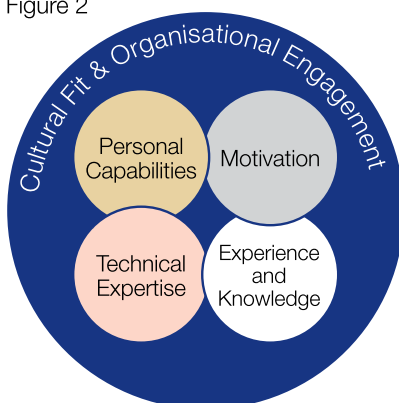 Figure 2
Cultural Fit & Organisational Engagement
Personal
Capabilities
Motivation
Technical
Expertise
Experience
and
Knowledge